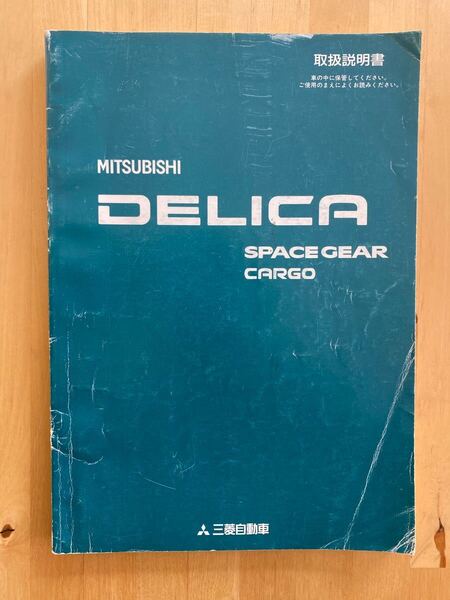 取扱説明書
車の中に保管してください。
ご使用のまえによくお読みください。
MITSUBISHI
DELICA
SPACE GEAR
CARGO
三菱自動車